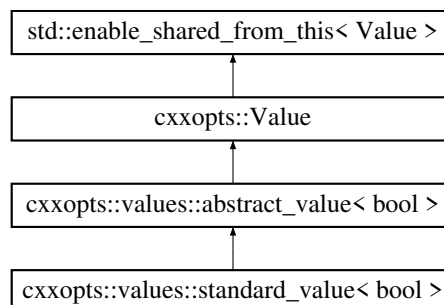 std::enable_shared_from_this< Value >
cxxopts::Value
cxxopts::values::abstract_value< bool >
cxxopts::values::standard_value< bool >